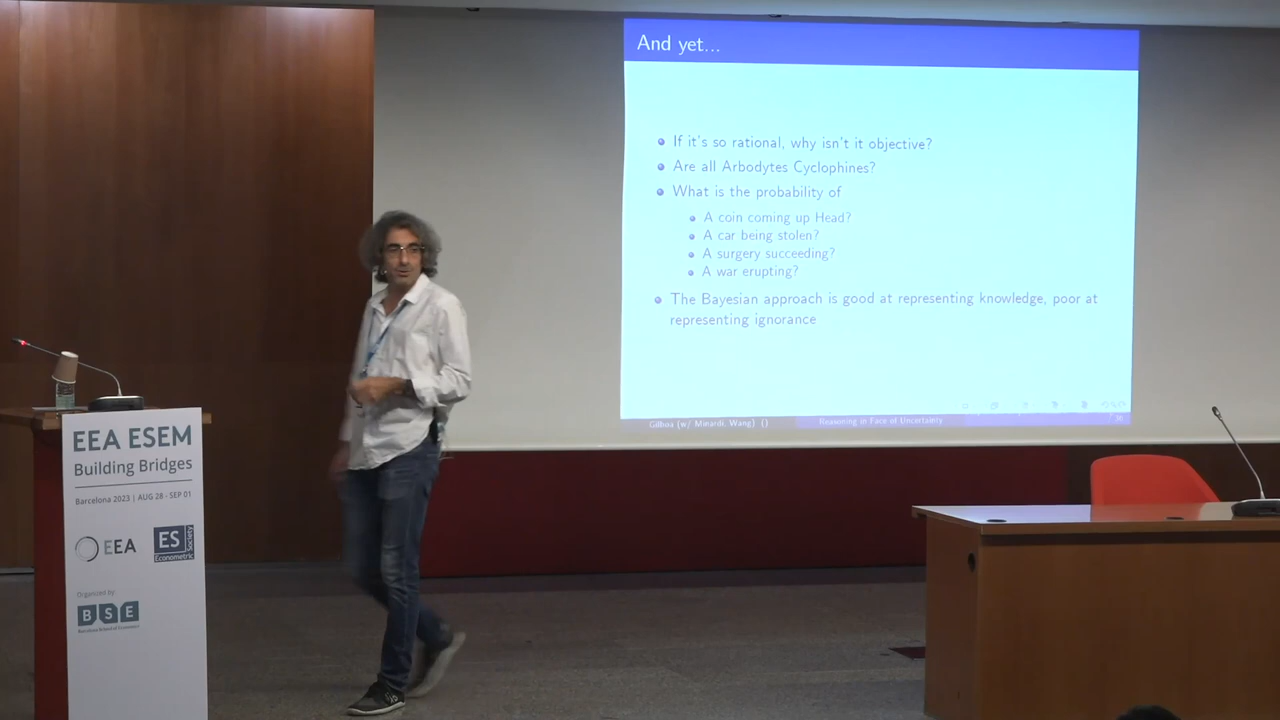 And yet...
If it's so rational, why isn't it objective?
Are all Arbodytes Cyclophines?
What is the probability of
A coin coming up Head?
A car being stolen?
A surgery succeeding?
A war erupting?
The Bayesian approach is good at representing knowledge, poor at
representing ignorance
Gilboa (w/ Minardi, Wang) ()
Reasoning in Face of Uncertainty
EEA ESEM
Building Bridges
Barcelona 2023 | AUG 28 - SEP 01
EEA
ES
Econometric
Society
Organized by:
BSE
Barcelona School of Economics